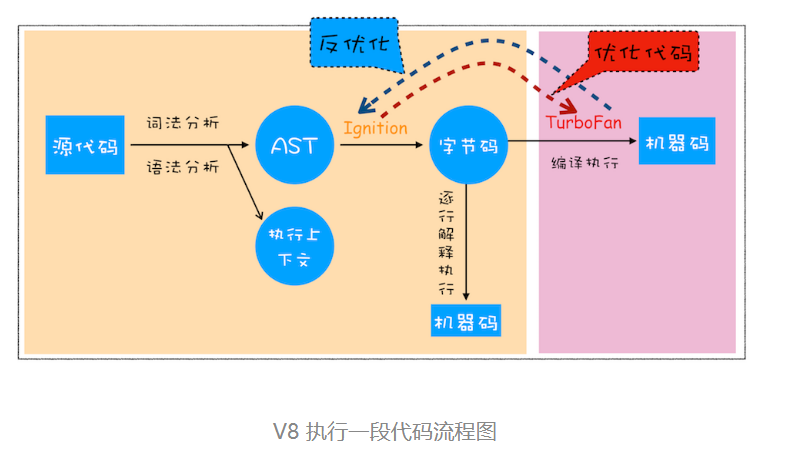 反优化
优化代码
源代码
词法分析
语法分析
AST
Ignition
字节码
TurboFan
编译执行
机器码
执行上
下文
逐行解释执行
机器码
V8 执行一段代码流程图